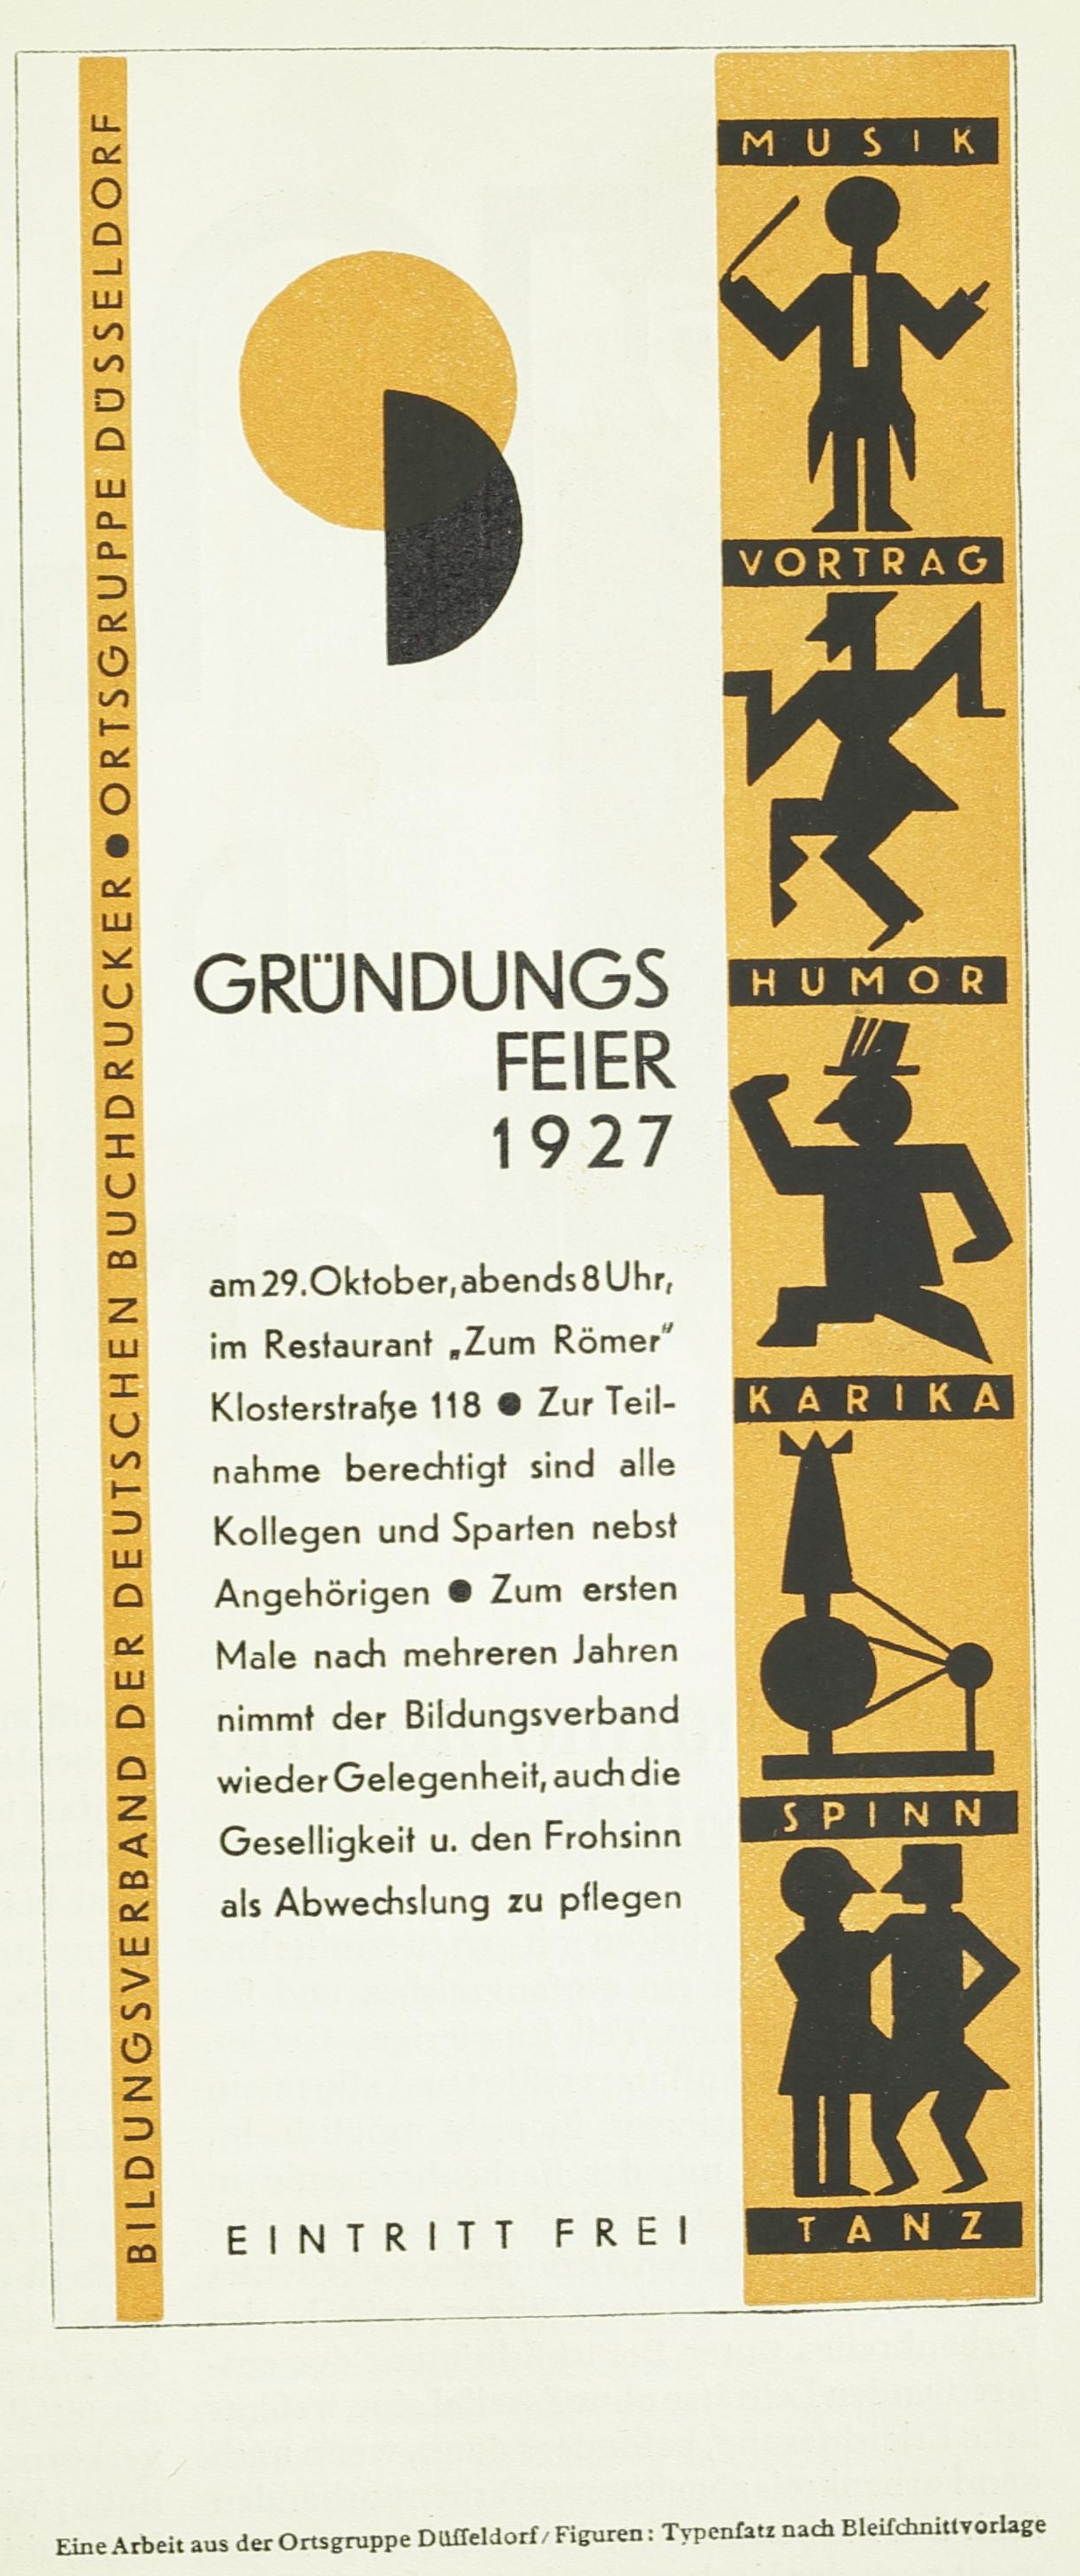 BILDUNGSVERBAND DER DEUTSCHEN BUCHDRUCKER ● ORTSGRUPPE DÜSSELDORF
GRÜNDUNGS
FEIER
1927
am 29. Oktober, abends 8 Uhr,
im Restaurant „Zum Römer“
Klosterstraße 118 ● Zur Teil-
nahme berechtigt sind alle
Kollegen und Sparten nebst
Angehörigen ● Zum ersten
Male nach mehreren Jahren
nimmt der Bildungsverband
wieder Gelegenheit, auch die
Geselligkeit u. den Frohsinn
als Abwechslung zu pflegen
EINTRITT FREI
MUSIK
VORTRAG
HUMOR
KARIKA
SPINN
TANZ
Eine Arbeit aus der Ortsgruppe Düſſeldorf / Figuren: Typenſatz nach Bleiſchnittvorlage